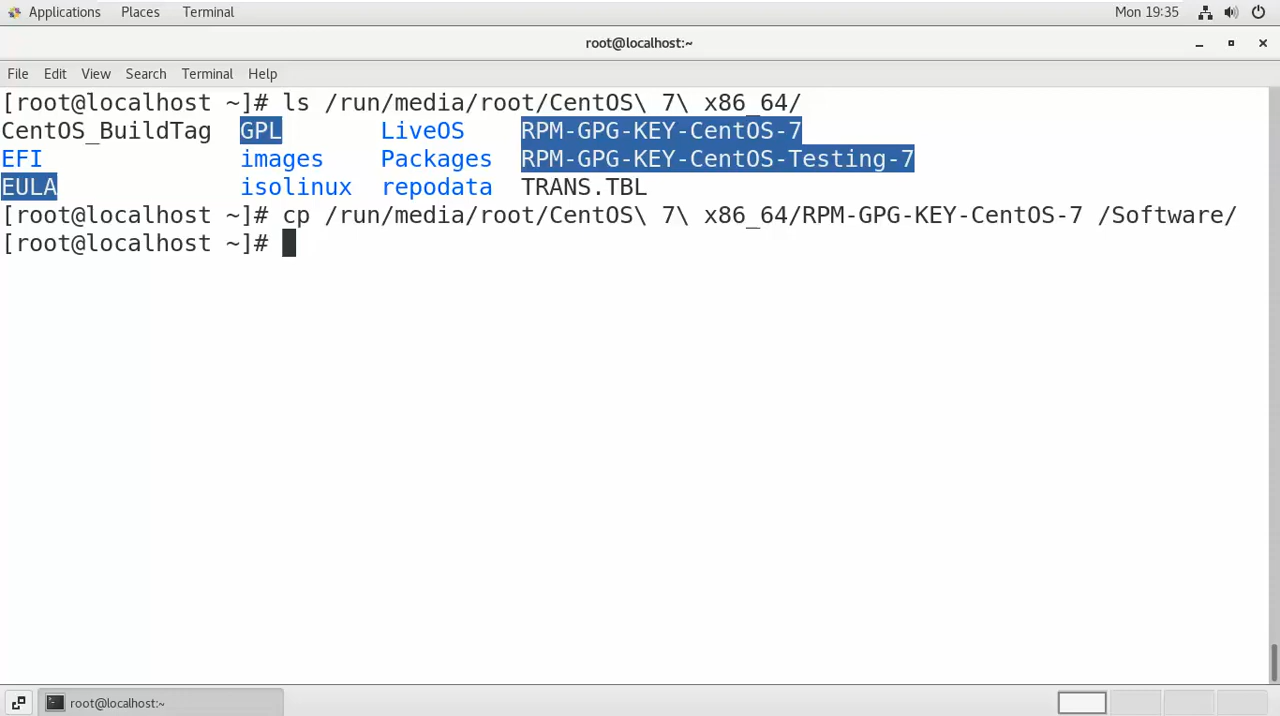 Applications Places Terminal Mon 19:35
root@localhost:~
File Edit View Search Terminal Help
[root@localhost ~]# ls /run/media/root/CentOS\ 7\ x86_64/
CentOS_BuildTag GPL LiveOS RPM-GPG-KEY-CentOS-7
EFI images Packages RPM-GPG-KEY-CentOS-Testing-7
EULA isolinux repodata TRANS.TBL
[root@localhost ~]# cp /run/media/root/CentOS\ 7\ x86_64/RPM-GPG-KEY-CentOS-7 /Software/
[root@localhost ~]#
root@localhost:~